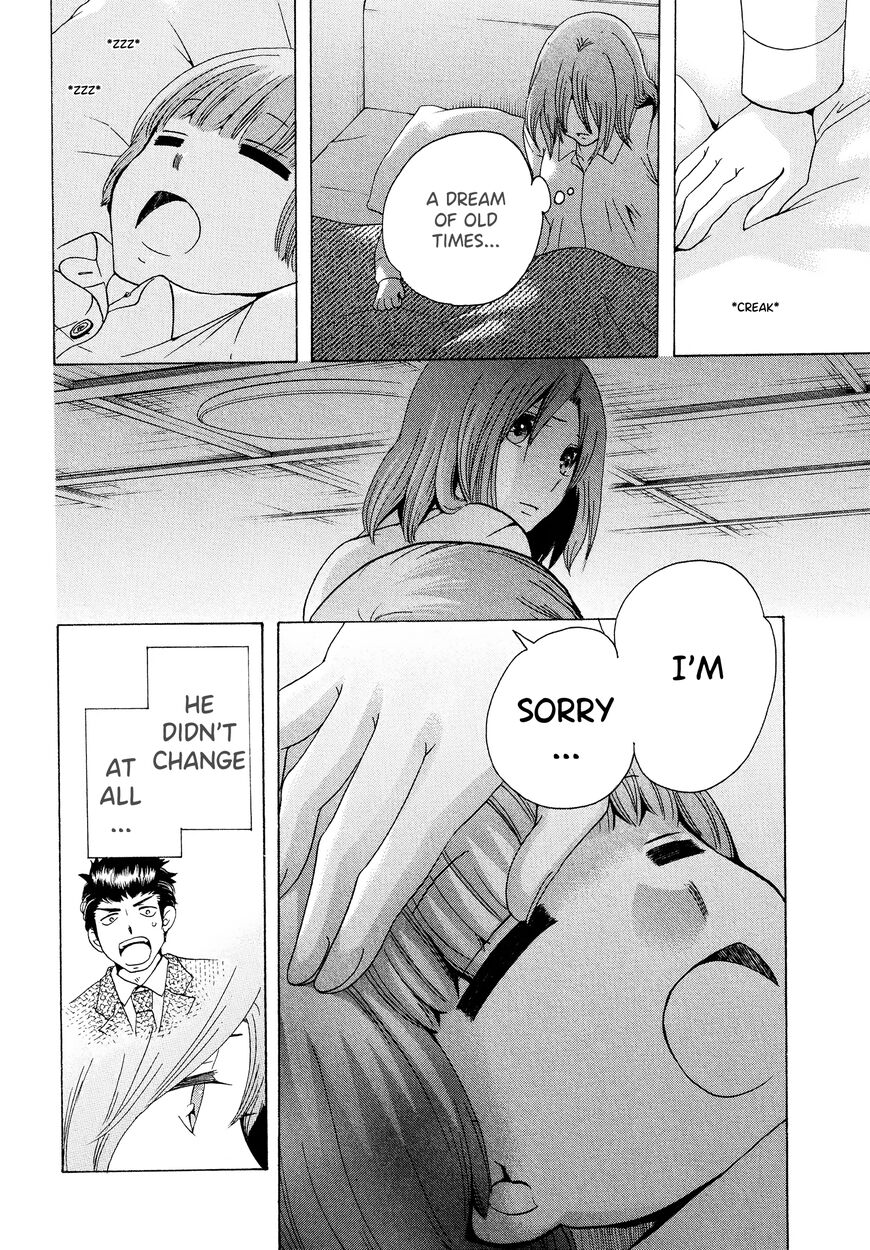 *CREAK*
A DREAM
OF OLD
TIMES...
*ZZZ*
*ZZZ*
I'M
SORRY
...
HE
DIDN'T
CHANGE
AT
ALL
...